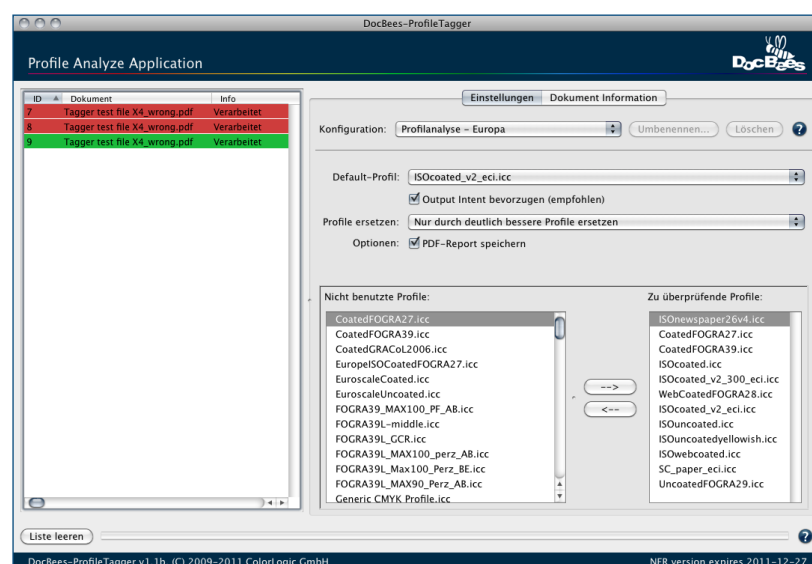 DocBees-ProfileTagger
Profile Analyze Application
DocBees
ID Dokument Info
7 Tagger test file X4_wrong.pdf Verarbeitet
8 Tagger test file X4_wrong.pdf Verarbeitet
9 Tagger test file X4_wrong.pdf Verarbeitet
Einstellungen Dokument Information
Konfiguration: Profilanalyse – Europa Umbenennen... Löschen ?
Default-Profil: ISOcoated_v2_eci.icc
Output Intent bevorzugen (empfohlen)
Profile ersetzen: Nur durch deutlich bessere Profile ersetzen
Optionen: PDF-Report speichern
Nicht benutzte Profile:
CoatedFOGRA27.icc
CoatedFOGRA39.icc
CoatedGRACoL2006.icc
EuropeISOCoatedFOGRA27.icc
EuroscaleCoated.icc
EuroscaleUncoated.icc
FOGRA39_MAX100_PF_AB.icc
FOGRA39L-middle.icc
FOGRA39L_GCR.icc
FOGRA39L_MAX100_perz_AB.icc
FOGRA39L_Max100_Perz_BE.icc
FOGRA39L_MAX90_Perz_AB.icc
Generic CMYK Profile.icc
-->
<--
Zu überprüfende Profile:
ISOnewspaper26v4.icc
CoatedFOGRA27.icc
CoatedFOGRA39.icc
ISOcoated.icc
ISOcoated_v2_300_eci.icc
WebCoatedFOGRA28.icc
ISOcoated_v2_eci.icc
ISOuncoated.icc
ISOuncoatedyellowish.icc
ISOwebcoated.icc
SC_paper_eci.icc
UncoatedFOGRA29.icc
Liste leeren ?
DocBees-ProfileTagger v1.1b, (C) 2009-2011 ColorLogic GmbH NFR version expires 2011-12-27